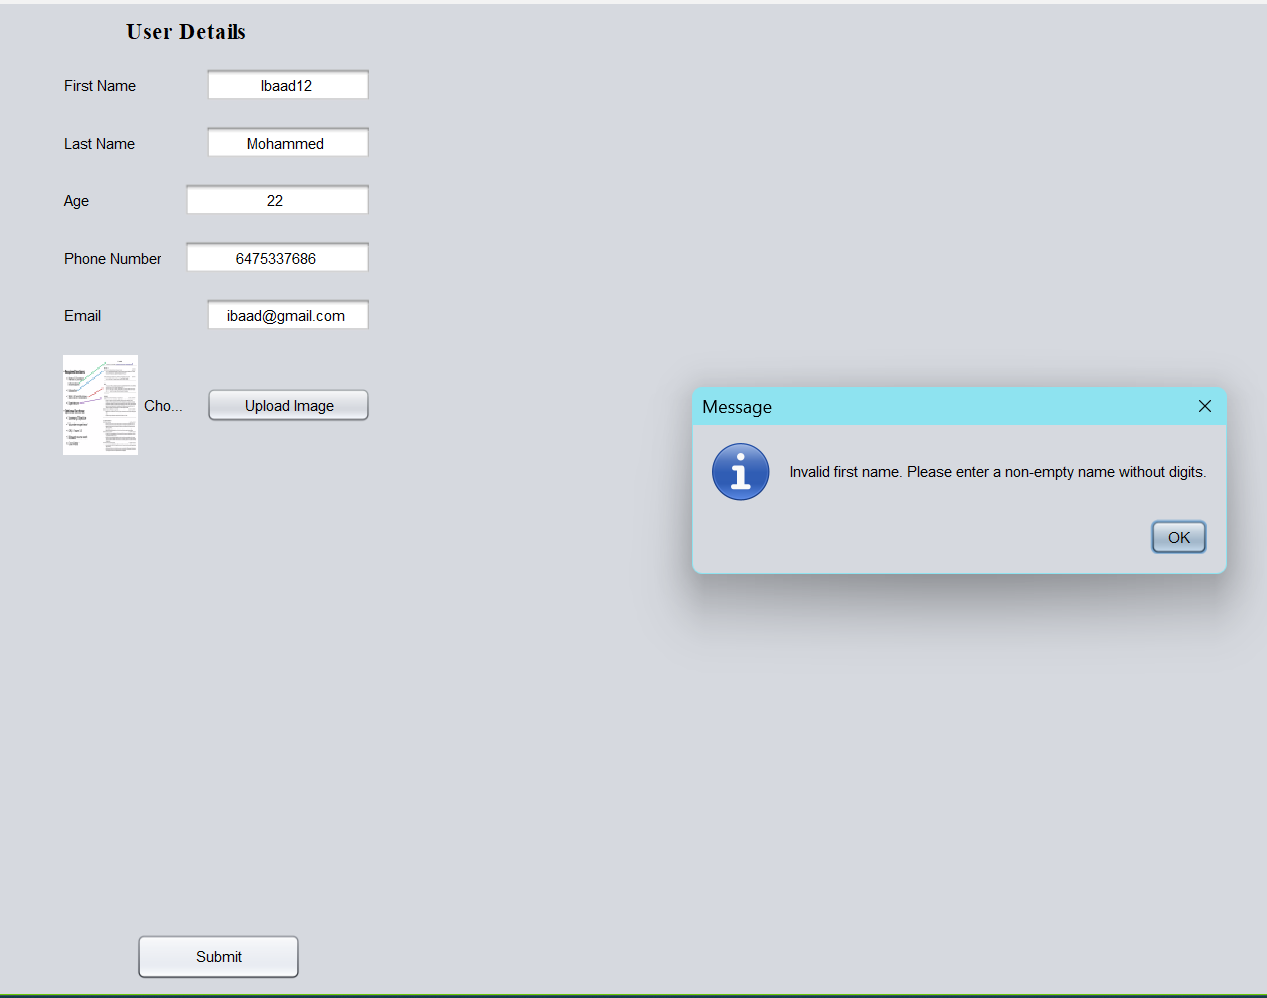 User Details
First Name
Ibaad12
Last Name
Mohammed
Age
22
Phone Number
6475337686
Email
ibaad@gmail.com
Cho...
Upload Image
Message
Invalid first name. Please enter a non-empty name without digits.
OK
Submit